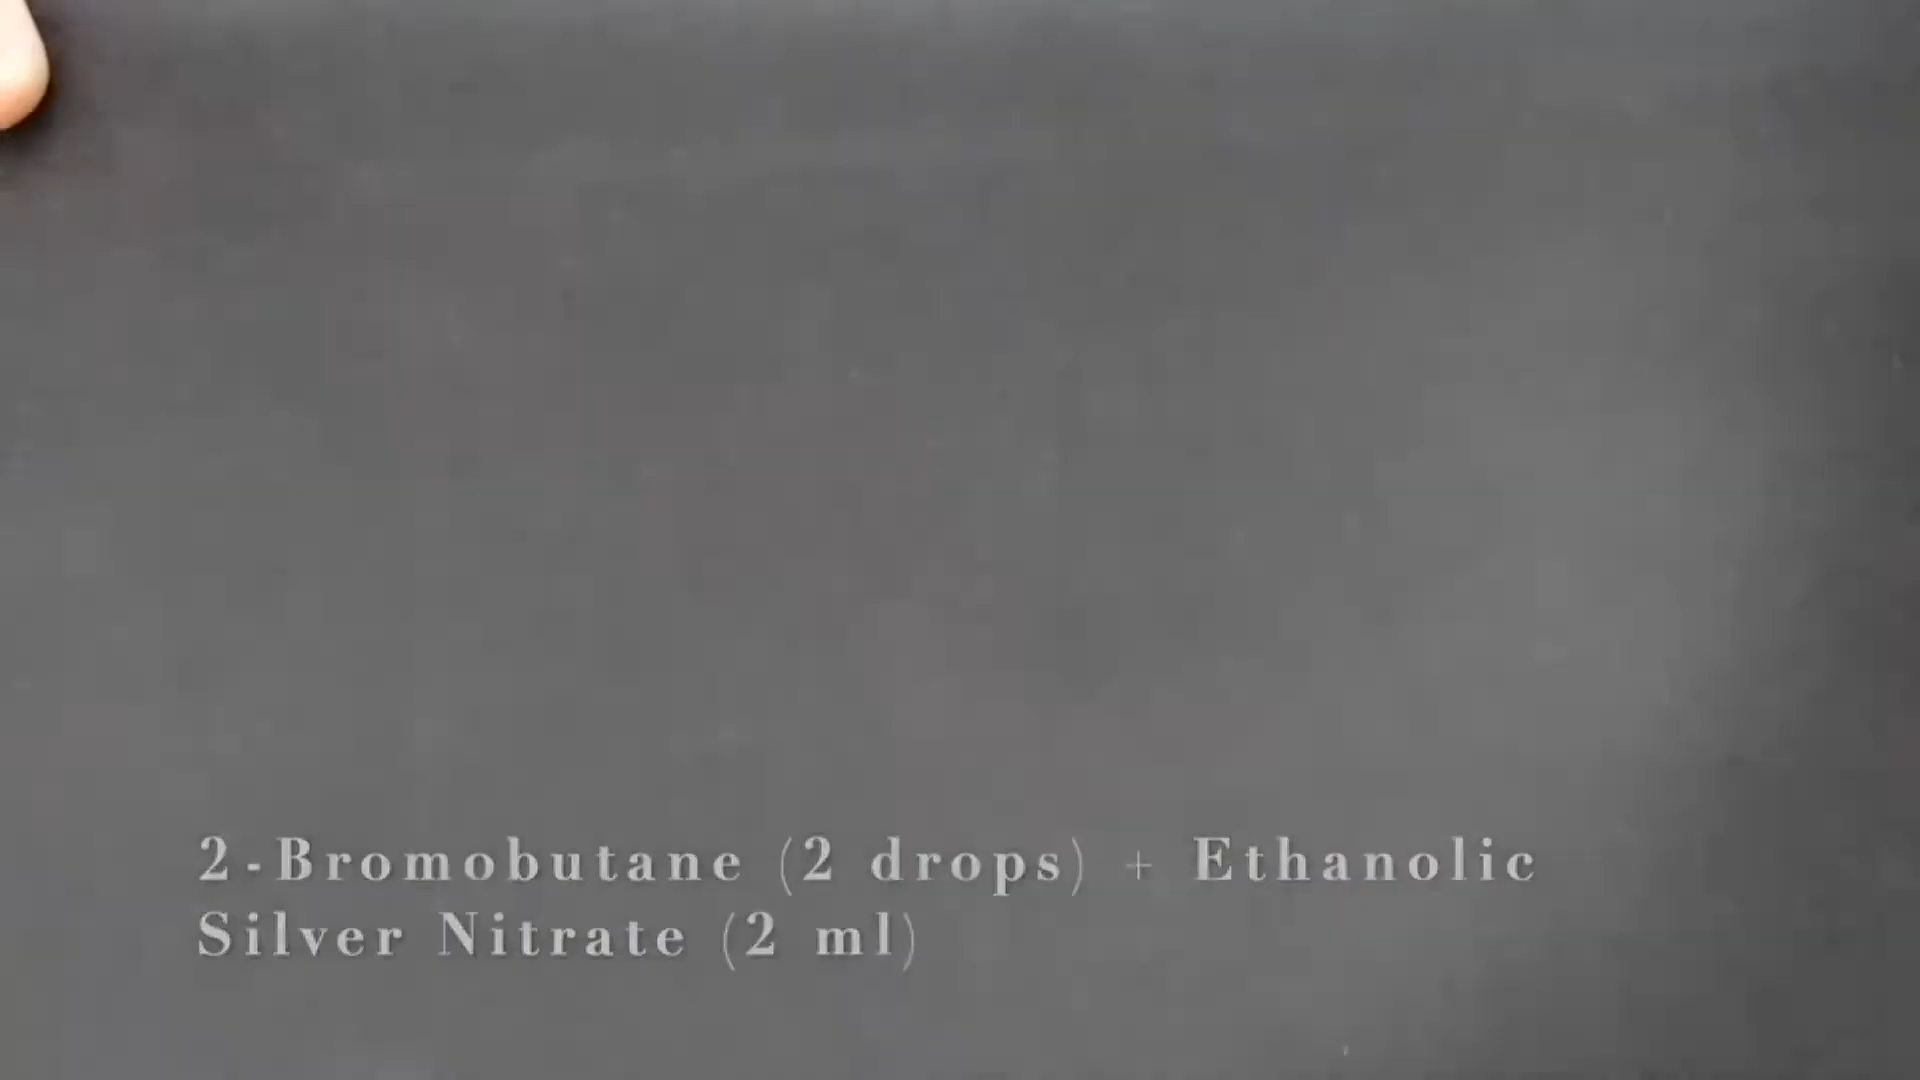 2-Bromobutane (2 drops) + Ethanolic
Silver Nitrate (2 ml)